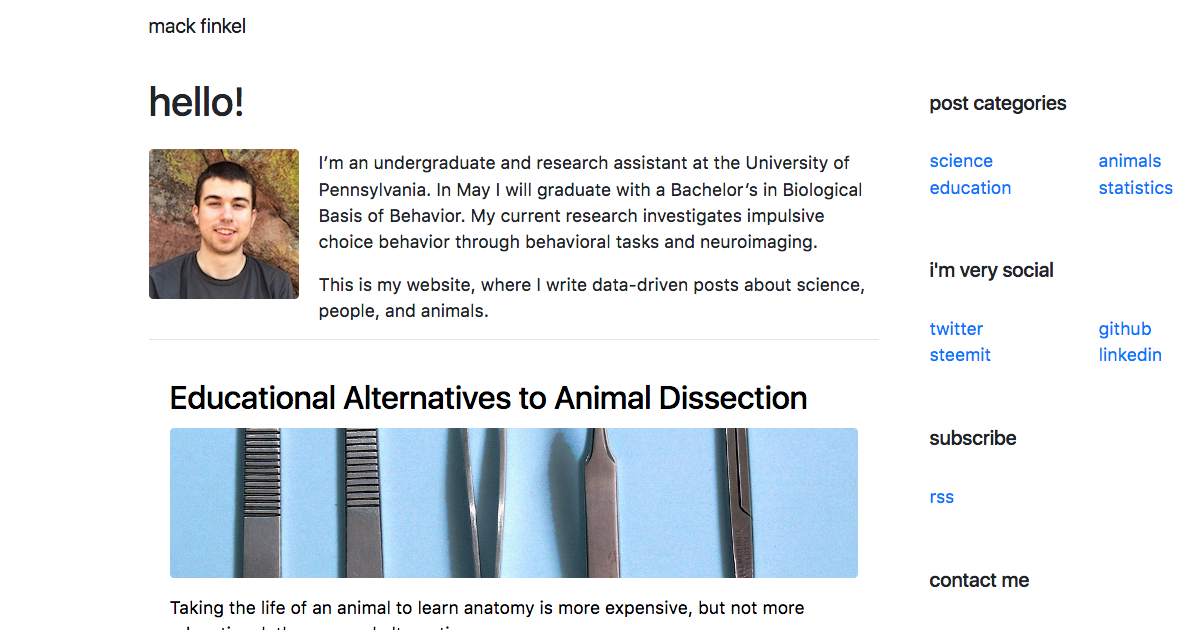 mack finkel
hello!
I’m an undergraduate and research assistant at the University of
Pennsylvania. In May I will graduate with a Bachelor’s in Biological
Basis of Behavior. My current research investigates impulsive
choice behavior through behavioral tasks and neuroimaging.
This is my website, where I write data-driven posts about science,
people, and animals.
Educational Alternatives to Animal Dissection
Taking the life of an animal to learn anatomy is more expensive, but not more
post categories
science animals
education statistics
i'm very social
twitter github
steemit linkedin
subscribe
rss
contact me